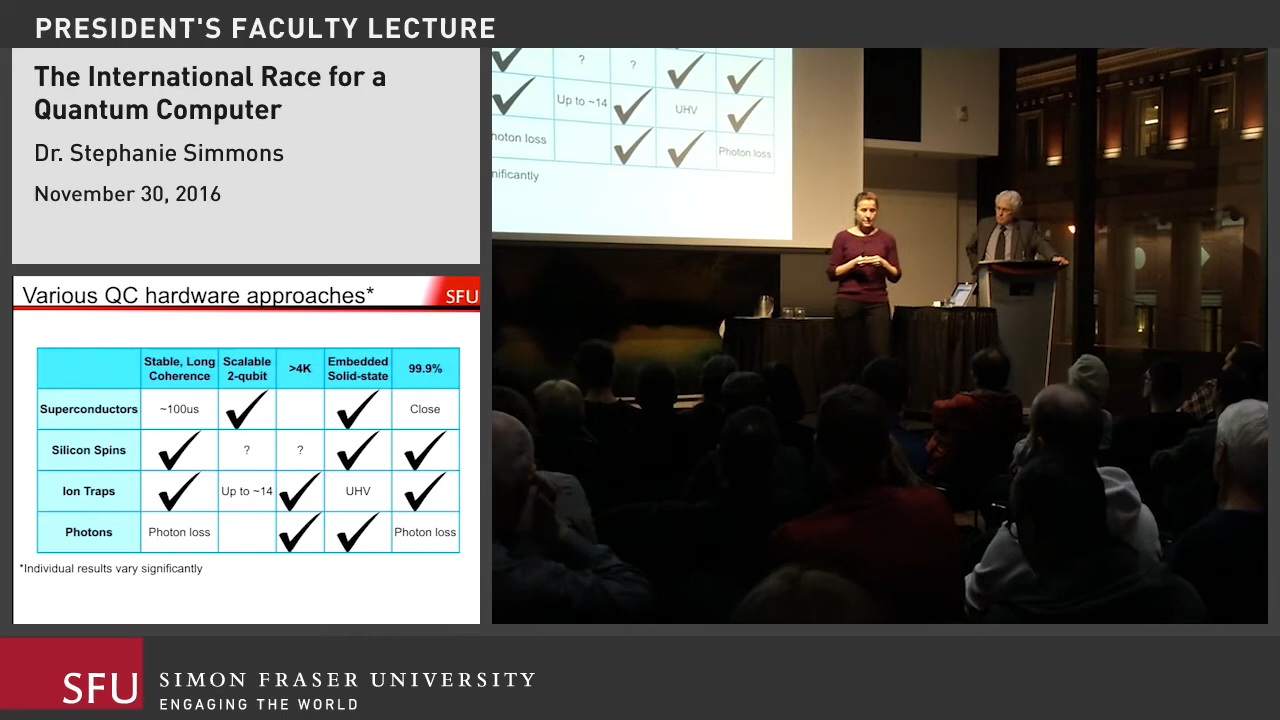 PRESIDENT'S FACULTY LECTURE
The International Race for a
Quantum Computer
Dr. Stephanie Simmons
November 30, 2016
Various QC hardware approaches*
SFU
Stable, Long Coherence Scalable 2-qubit >4K Embedded Solid-state 99.9%
Superconductors ~100us Close
Silicon Spins ? ?
Ion Traps Up to ~14 UHV
Photons Photon loss Photon loss
*Individual results vary significantly
? ?
Up to ~14 UHV
hoton loss Photon loss
nificantly
SFU
SIMON FRASER UNIVERSITY
ENGAGING THE WORLD